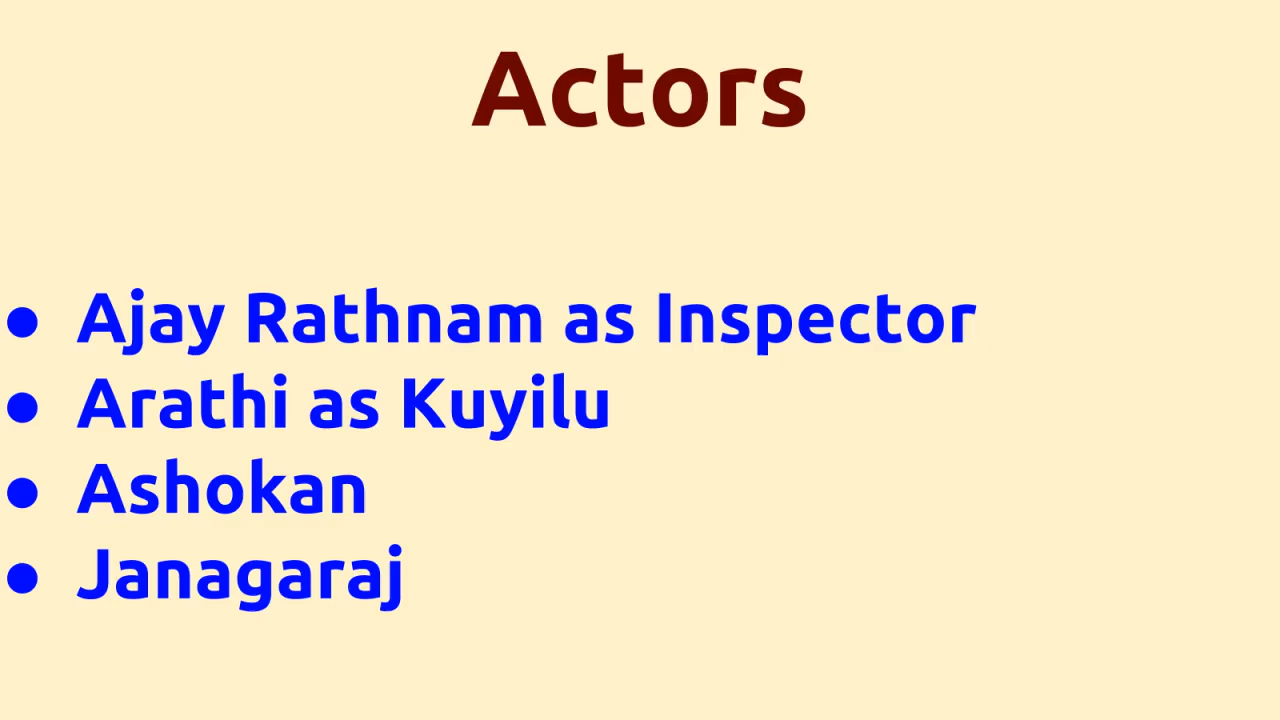 Actors
● Ajay Rathnam as Inspector
● Arathi as Kuyilu
● Ashokan
● Janagaraj